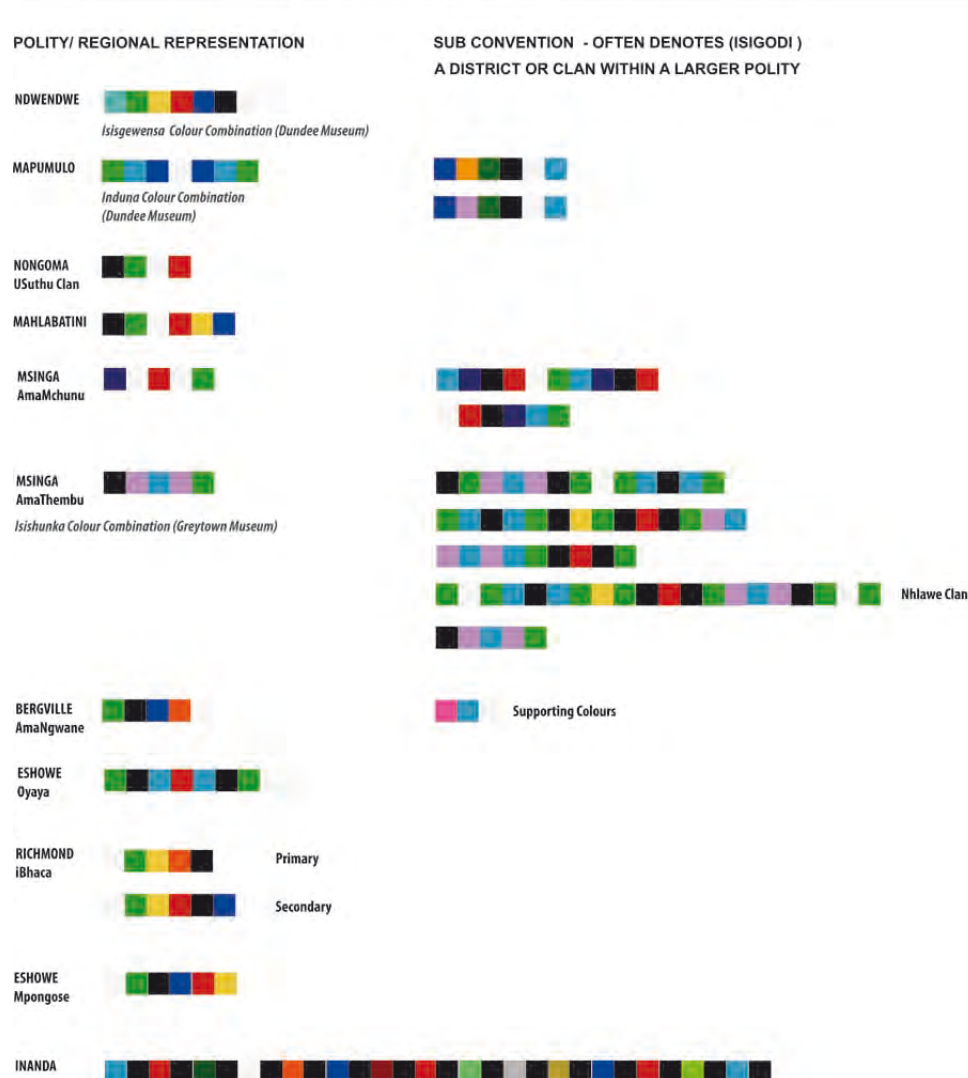 POLITY/ REGIONAL REPRESENTATION
SUB CONVENTION - OFTEN DENOTES (ISIGODI )
A DISTRICT OR CLAN WITHIN A LARGER POLITY
NDWENDWE
Isisgewensa Colour Combination (Dundee Museum)
MAPUMULO
Induna Colour Combination
(Dundee Museum)
NONGOMA
USuthu Clan
MAHLABATINI
MSINGA
AmaMchunu
MSINGA
AmaThembu
Isishunka Colour Combination (Greytown Museum)
Nhlawe Clan
BERGVILLE
AmaNgwane
Supporting Colours
ESHOWE
Oyaya
RICHMOND
iBhaca
Primary
Secondary
ESHOWE
Mpongose
INANDA